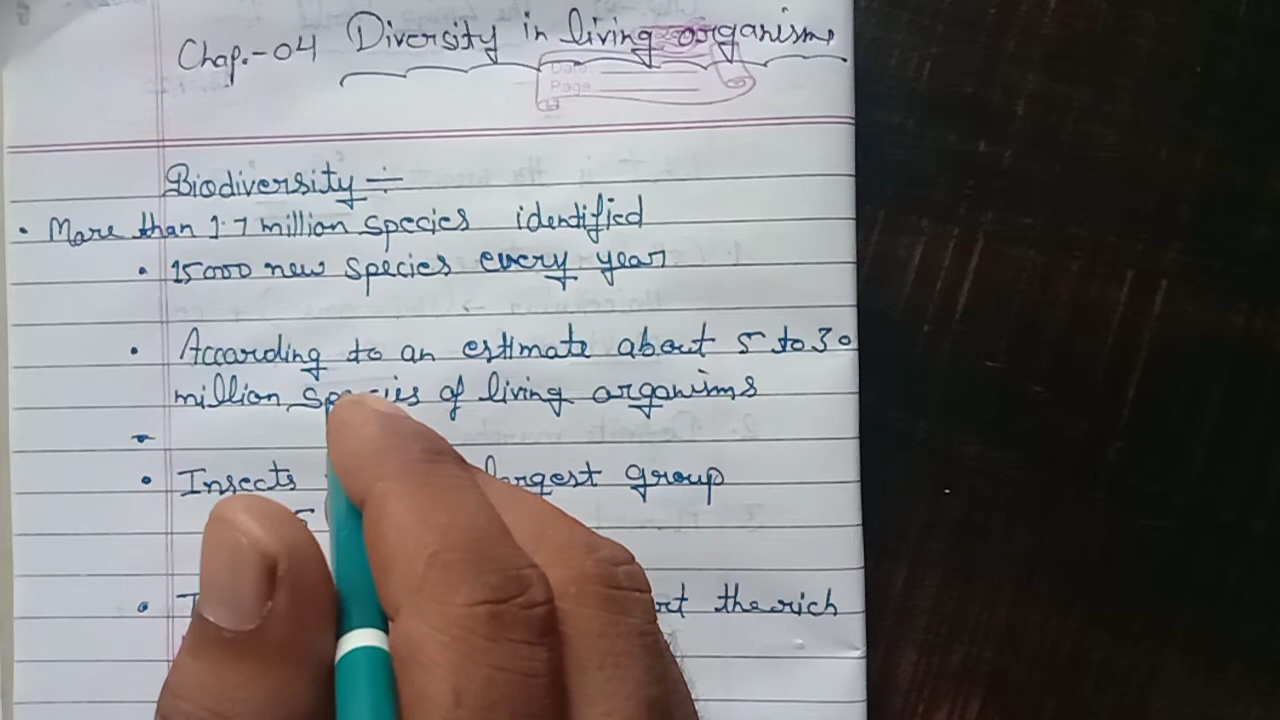 Chap.-04 Diversity in living organisms
Date
Page
Biodiversity ÷
• More than 1.7 million species identified
• 15000 new species every year
• According to an estimate about 5 to 30
million species of living organisms
• Insects largest group
the rich